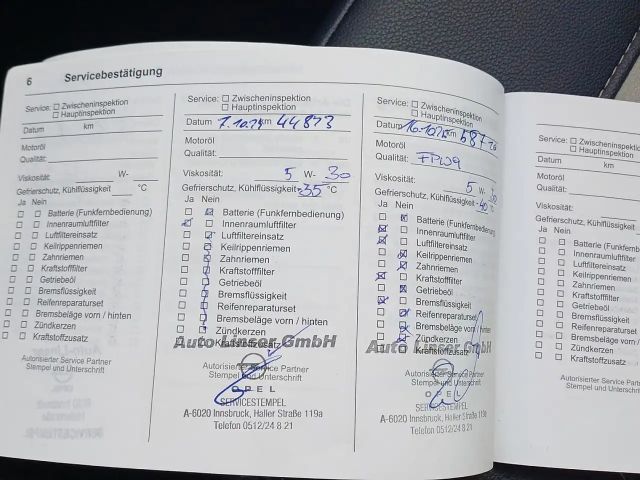 6 Servicebestätigung
Service: Zwischeninspektion
Hauptinspektion
Datum km
Motoröl
Qualität:
Viskosität: W-
Gefrierschutz, Kühlflüssigkeit °C
Ja Nein
Batterie (Funkfernbedienung)
Innenraumluftfilter
Luftfiltereinsatz
Keilrippenriemen
Zahnriemen
Kraftstofffilter
Getriebeöl
Bremsflüssigkeit
Reifenreparaturset
Bremsbeläge vorn / hinten
Zündkerzen
Kraftstoffzusatz
Autorisierter Service Partner
Stempel und Unterschrift
Service: Zwischeninspektion
Hauptinspektion
Datum km 44873
Motoröl
Qualität:
Viskosität: 5 W- 30
Gefrierschutz, Kühlflüssigkeit -35 °C
Ja Nein
Batterie (Funkfernbedienung)
Innenraumluftfilter
Luftfiltereinsatz
Keilrippenriemen
Zahnriemen
Kraftstofffilter
Getriebeöl
Bremsflüssigkeit
Reifenreparaturset
Bremsbeläge vorn / hinten
Zündkerzen
Kraftstoffzusatz
Auto Linser GmbH
Autorisierter Service Partner
Stempel und Unterschrift
OPEL
SERVICESTEMPEL
A-6020 Innsbruck, Haller Straße 119a
Telefon 0512/24 8 21
Service: Zwischeninspektion
Hauptinspektion
Datum km
Motoröl
Qualität:
Viskosität: 5 W- 30
Gefrierschutz, Kühlflüssigkeit -40 °C
Ja Nein
Batterie (Funkfernbedienung)
Innenraumluftfilter
Luftfiltereinsatz
Keilrippenriemen
Zahnriemen
Kraftstofffilter
Getriebeöl
Bremsflüssigkeit
Reifenreparaturset
Bremsbeläge vorn / hinten
Zündkerzen
Kraftstoffzusatz
Auto Linser GmbH
Autorisierter Service Partner
Stempel und Unterschrift
OPEL
SERVICESTEMPEL
A-6020 Innsbruck, Haller Straße 119a
Telefon 0512/24 8 21
Service: Zwischeninspektion
Hauptinspektion
Datum km
Motoröl
Qualität:
Viskosität:
Gefrierschutz, Kühlflüssigkeit
Ja Nein
Batterie (Funkfernbedienung)
Innenraumluftfilter
Luftfiltereinsatz
Keilrippenriemen
Zahnriemen
Kraftstofffilter
Getriebeöl
Bremsflüssigkeit
Reifenreparaturset
Bremsbeläge vorn / hinten
Zündkerzen
Kraftstoffzusatz
Autorisierter Service Partner
Stempel und Unterschrift